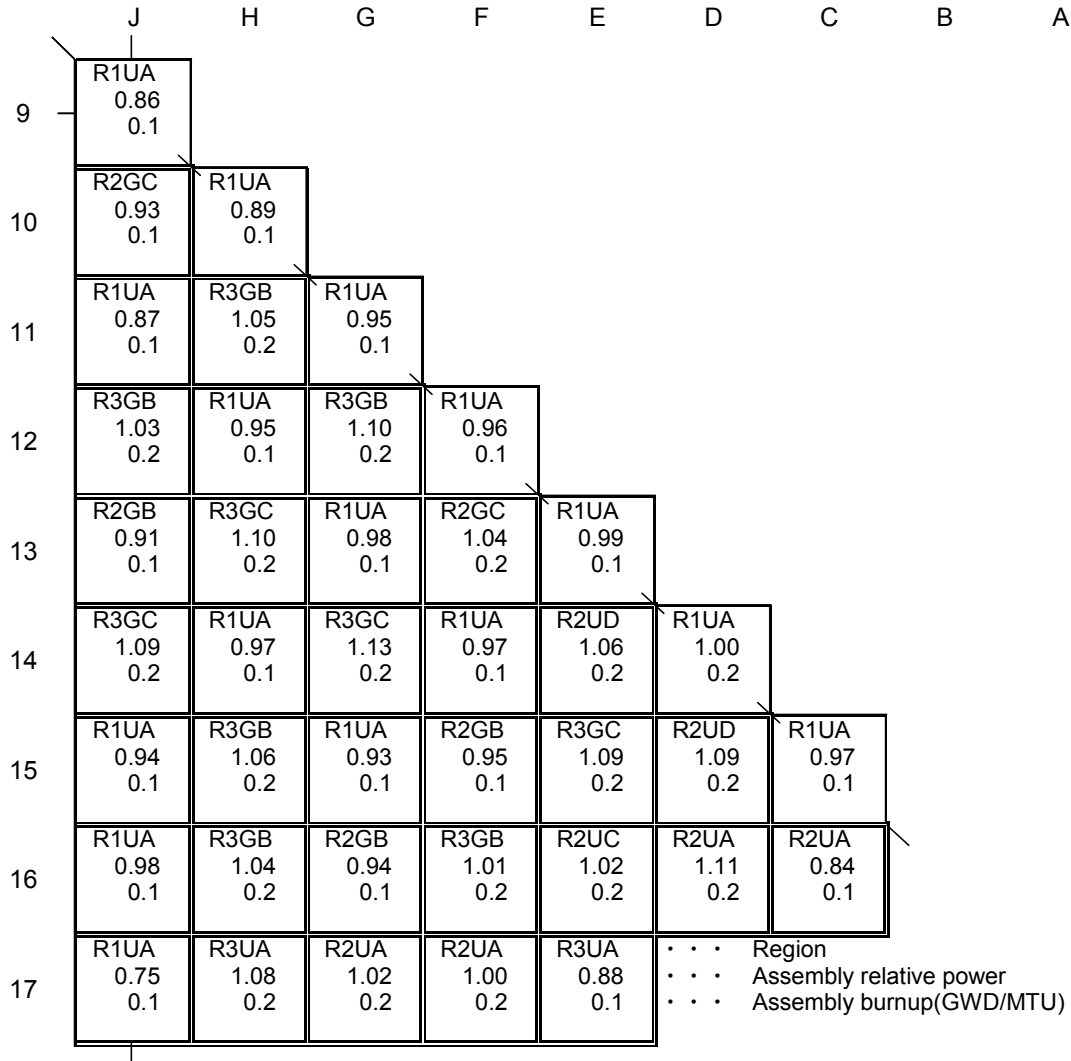 J H G F E D C B A
R1UA
9 0.86
0.1
R2GC R1UA
10 0.93 0.89
0.1 0.1
R1UA R3GB R1UA
11 0.87 1.05 0.95
0.1 0.2 0.1
R3GB R1UA R3GB R1UA
12 1.03 0.95 1.10 0.96
0.2 0.1 0.2 0.1
R2GB R3GC R1UA R2GC R1UA
13 0.91 1.10 0.98 1.04 0.99
0.1 0.2 0.1 0.2 0.1
R3GC R1UA R3GC R1UA R2UD R1UA
14 1.09 0.97 1.13 0.97 1.06 1.00
0.2 0.1 0.2 0.1 0.2 0.2
R1UA R3GB R1UA R2GB R3GC R2UD R1UA
15 0.94 1.06 0.93 0.95 1.09 1.09 0.97
0.1 0.2 0.1 0.1 0.2 0.2 0.1
R1UA R3GB R2GB R3GB R2UC R2UA R2UA
16 0.98 1.04 0.94 1.01 1.02 1.11 0.84
0.1 0.2 0.1 0.2 0.2 0.2 0.1
R1UA R3UA R2UA R2UA R3UA ・・・ Region
17 0.75 1.08 1.02 1.00 0.88 ・・・ Assembly relative power
0.1 0.2 0.2 0.2 0.1 ・・・ Assembly burnup(GWD/MTU)